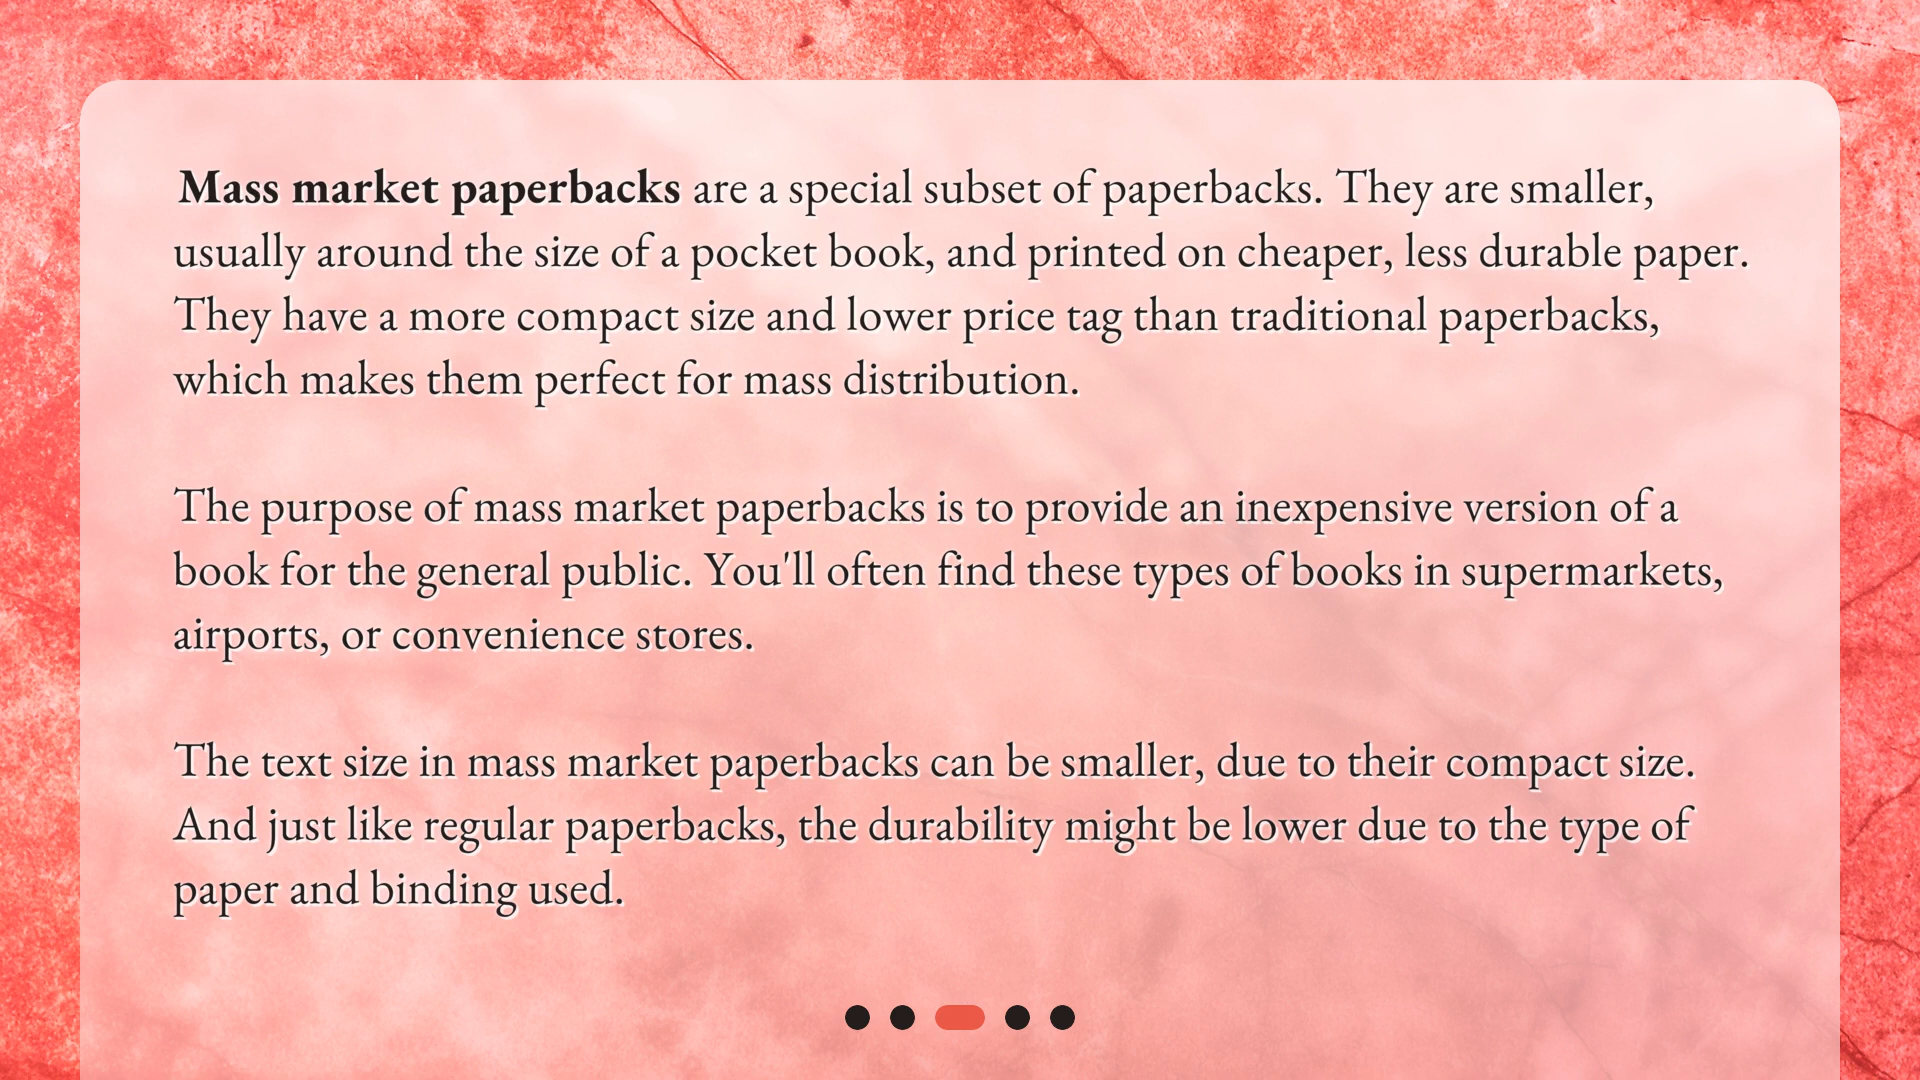 Mass market paperbacks are a special subset of paperbacks. They are smaller,
usually around the size of a pocket book, and printed on cheaper, less durable paper.
They have a more compact size and lower price tag than traditional paperbacks,
which makes them perfect for mass distribution.
The purpose of mass market paperbacks is to provide an inexpensive version of a
book for the general public. You'll often find these types of books in supermarkets,
airports, or convenience stores.
The text size in mass market paperbacks can be smaller, due to their compact size.
And just like regular paperbacks, the durability might be lower due to the type of
paper and binding used.